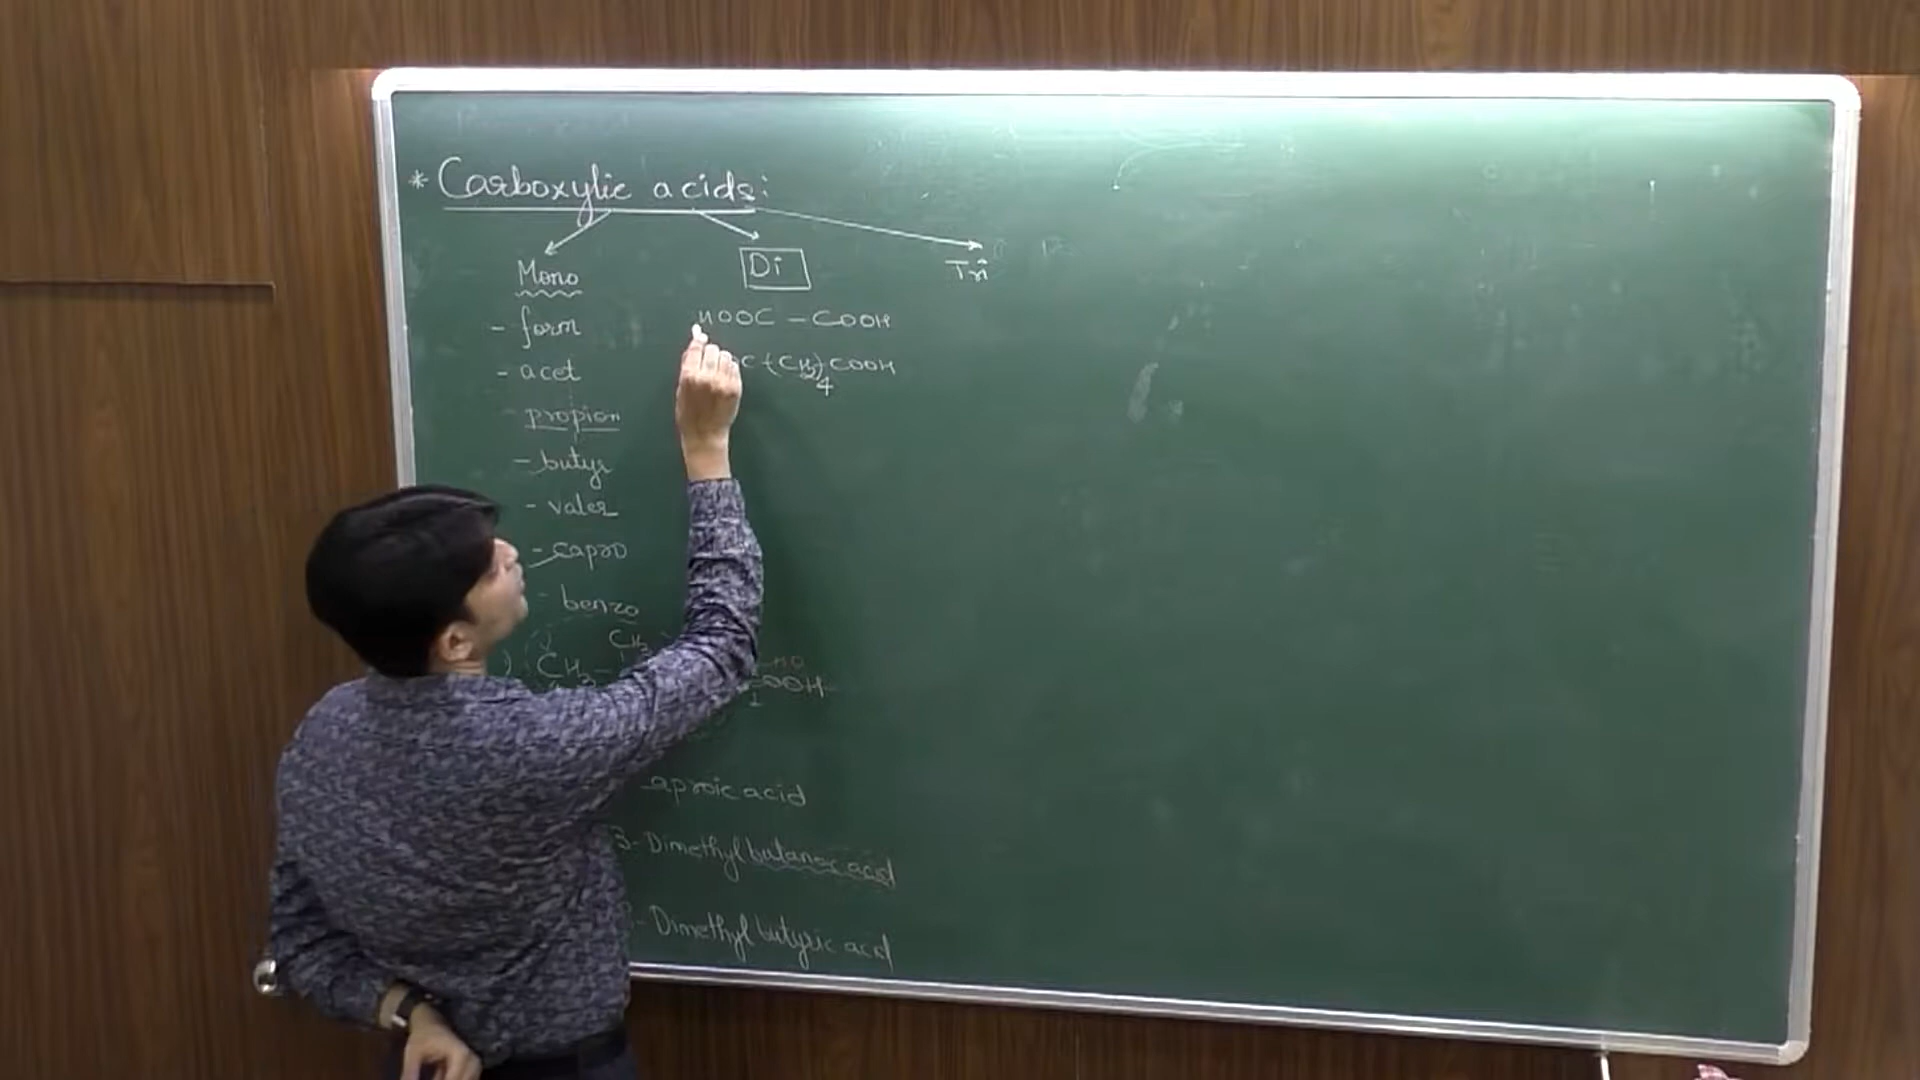 * Carboxylic acids:
Mono
Di
Tri
- form
- acet
- propion
- butyr
- valer
- capro
- benzo
HOOC - COOH
C-(CH2)4 COOH
CH3
CH3 -
COOH
1
aproic acid
3-Dimethyl butanoic acid
- Dimethyl butyric acid